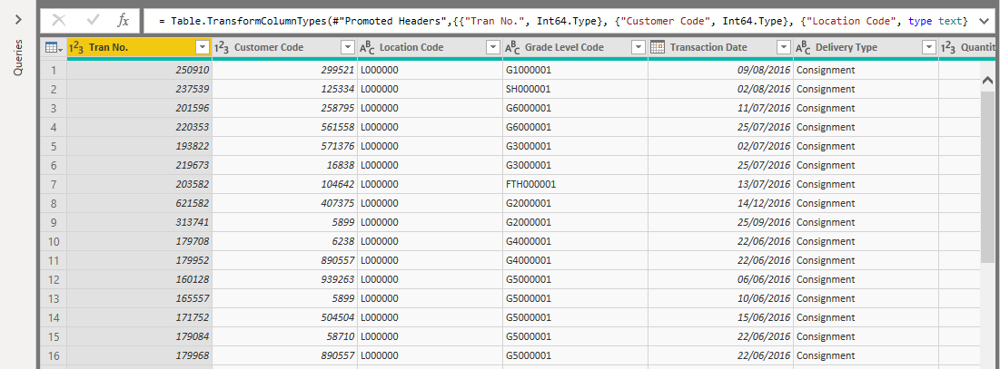 = Table.TransformColumnTypes(#"Promoted Headers",{{"Tran No.", Int64.Type}, {"Customer Code", Int64.Type}, {"Location Code", type text}
Queries
Tran No. Customer Code Location Code Grade Level Code Transaction Date Delivery Type Quantit
1 250910 299521 L000000 G1000001 09/08/2016 Consignment
2 237539 125334 L000000 SH000001 02/08/2016 Consignment
3 201596 258795 L000000 G6000001 11/07/2016 Consignment
4 220353 561558 L000000 G6000001 25/07/2016 Consignment
5 193822 571376 L000000 G3000001 02/07/2016 Consignment
6 219673 16838 L000000 G3000001 25/07/2016 Consignment
7 203582 104642 L000000 FTH000001 13/07/2016 Consignment
8 621582 407375 L000000 G2000001 14/12/2016 Consignment
9 313741 5899 L000000 G2000001 25/09/2016 Consignment
10 179708 6238 L000000 G4000001 22/06/2016 Consignment
11 179952 890557 L000000 G4000001 22/06/2016 Consignment
12 160128 939263 L000000 G5000001 06/06/2016 Consignment
13 165557 5899 L000000 G5000001 10/06/2016 Consignment
14 171752 504504 L000000 G5000001 15/06/2016 Consignment
15 179084 58710 L000000 G5000001 22/06/2016 Consignment
16 179968 890557 L000000 G5000001 22/06/2016 Consignment